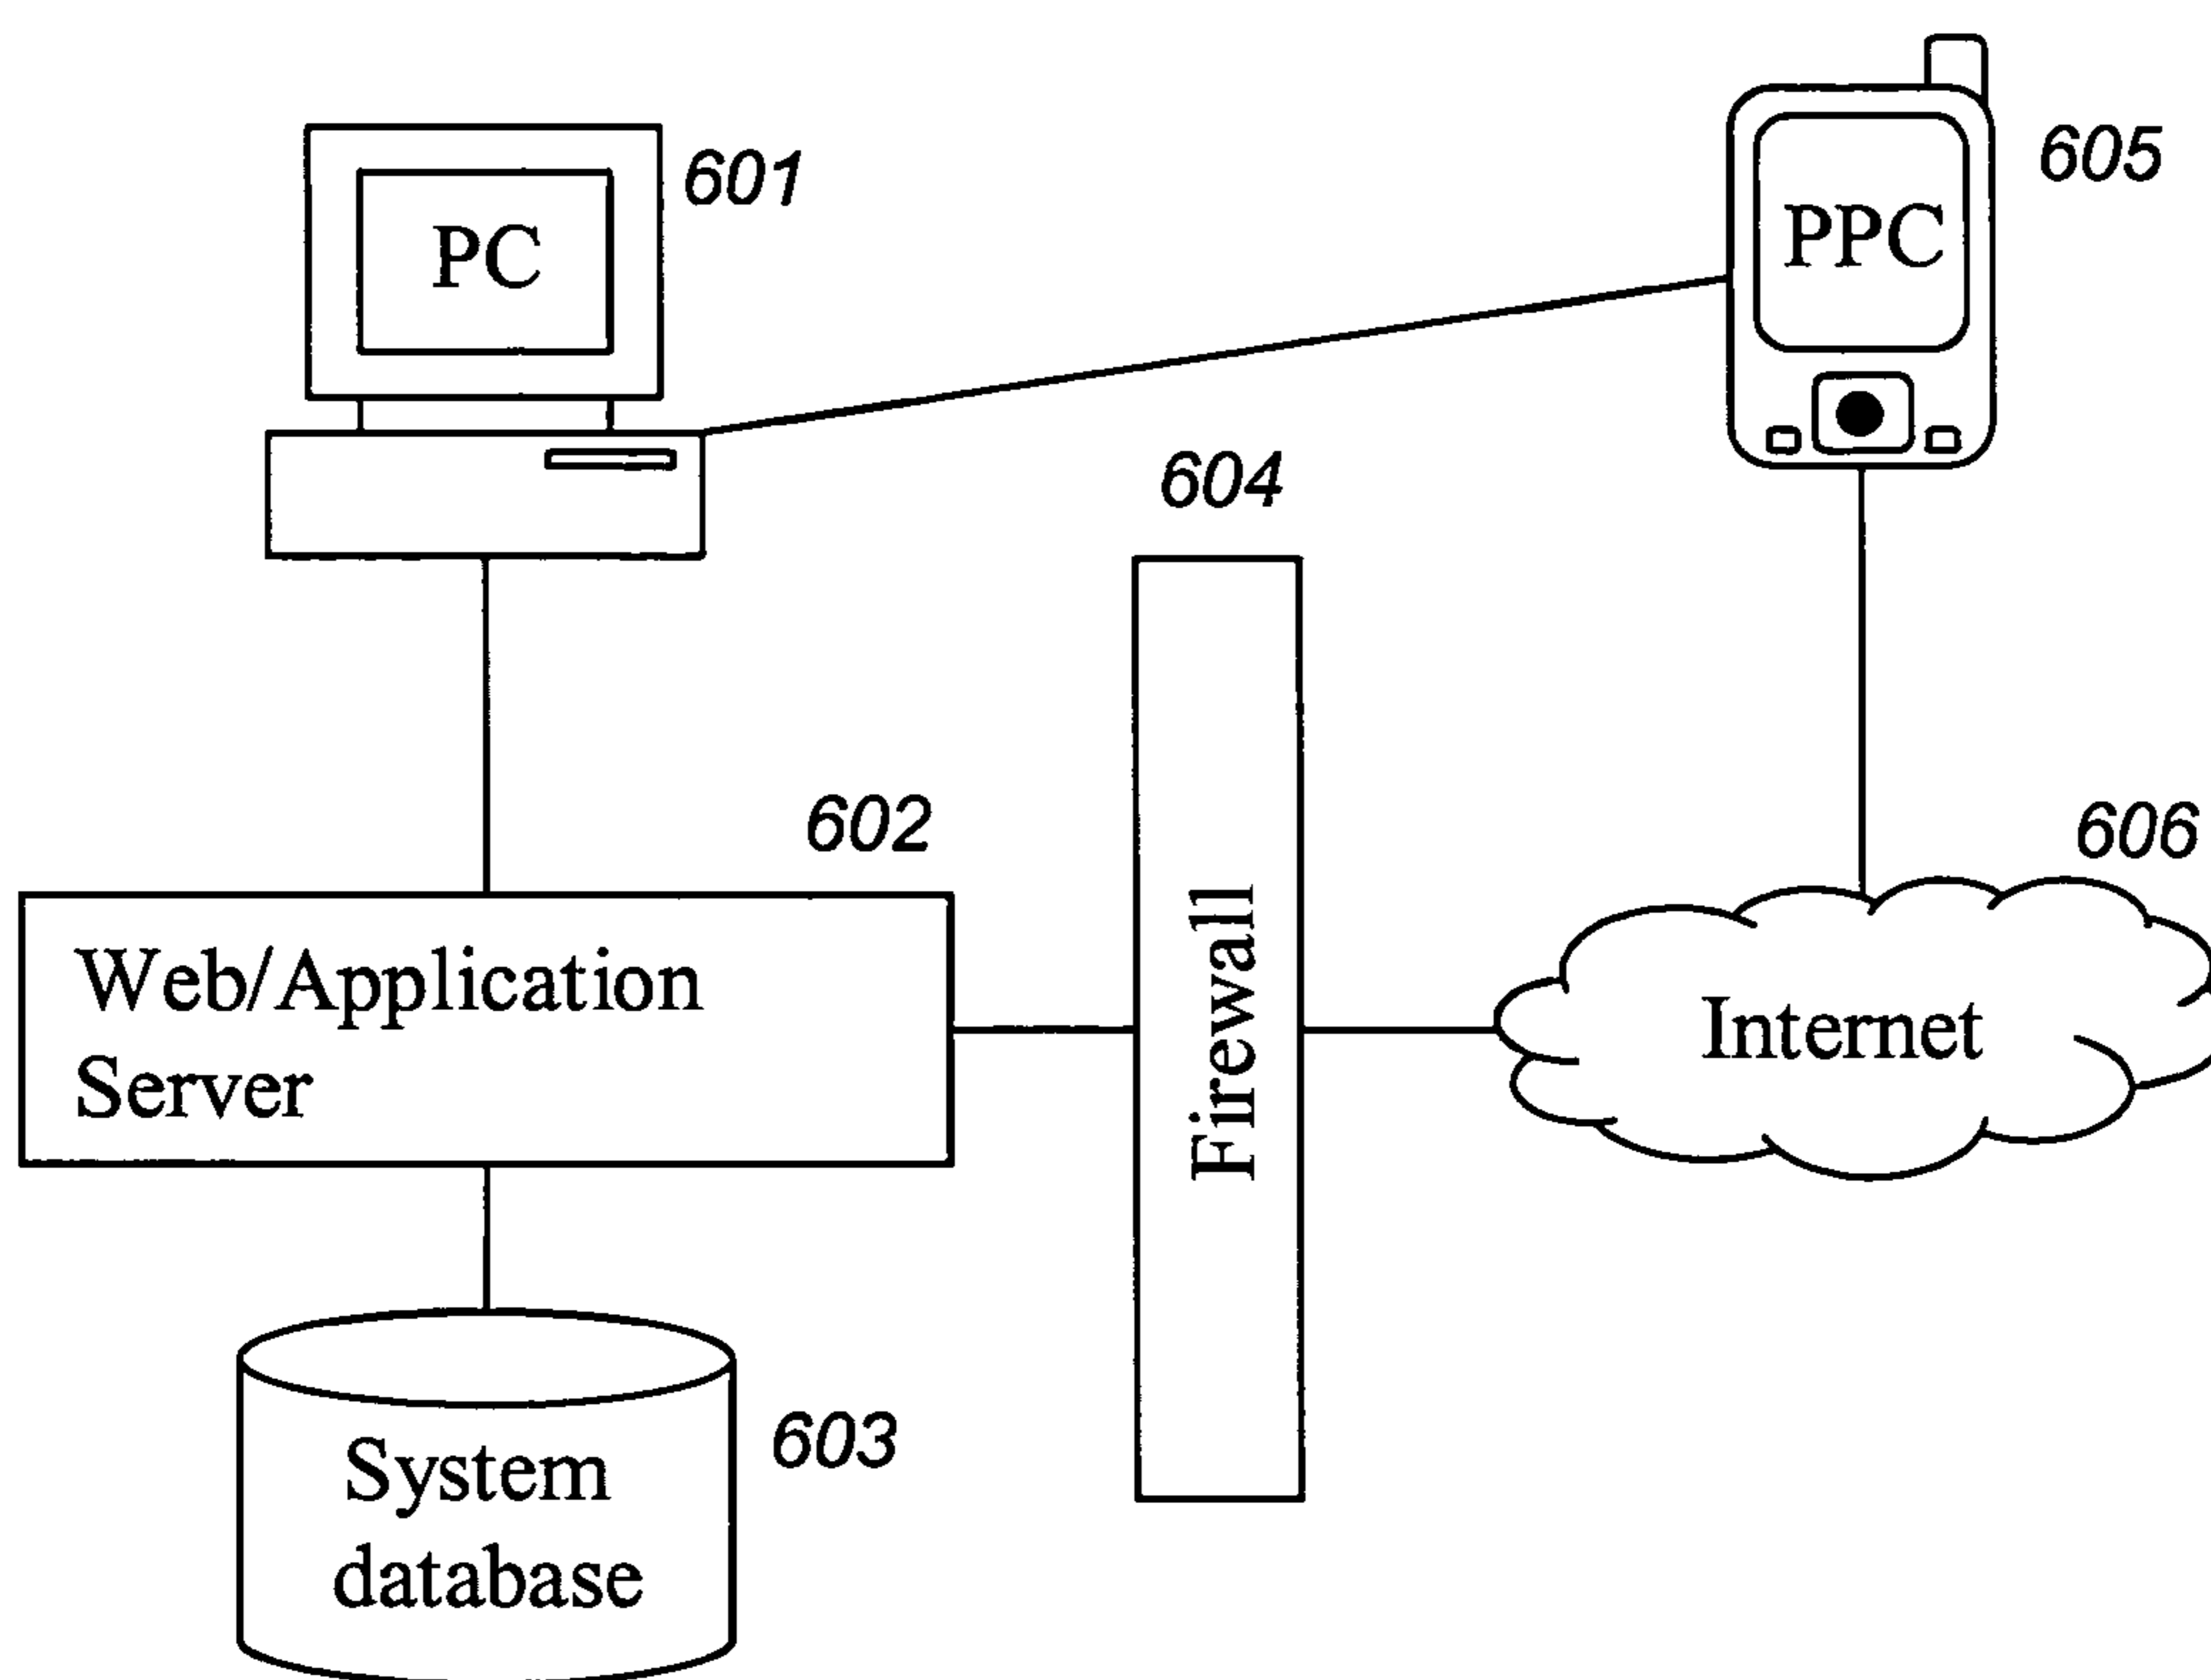 601
PC
605
PPC
604
602
606
Web/Application
Server
Firewall
Internet
603
System
database